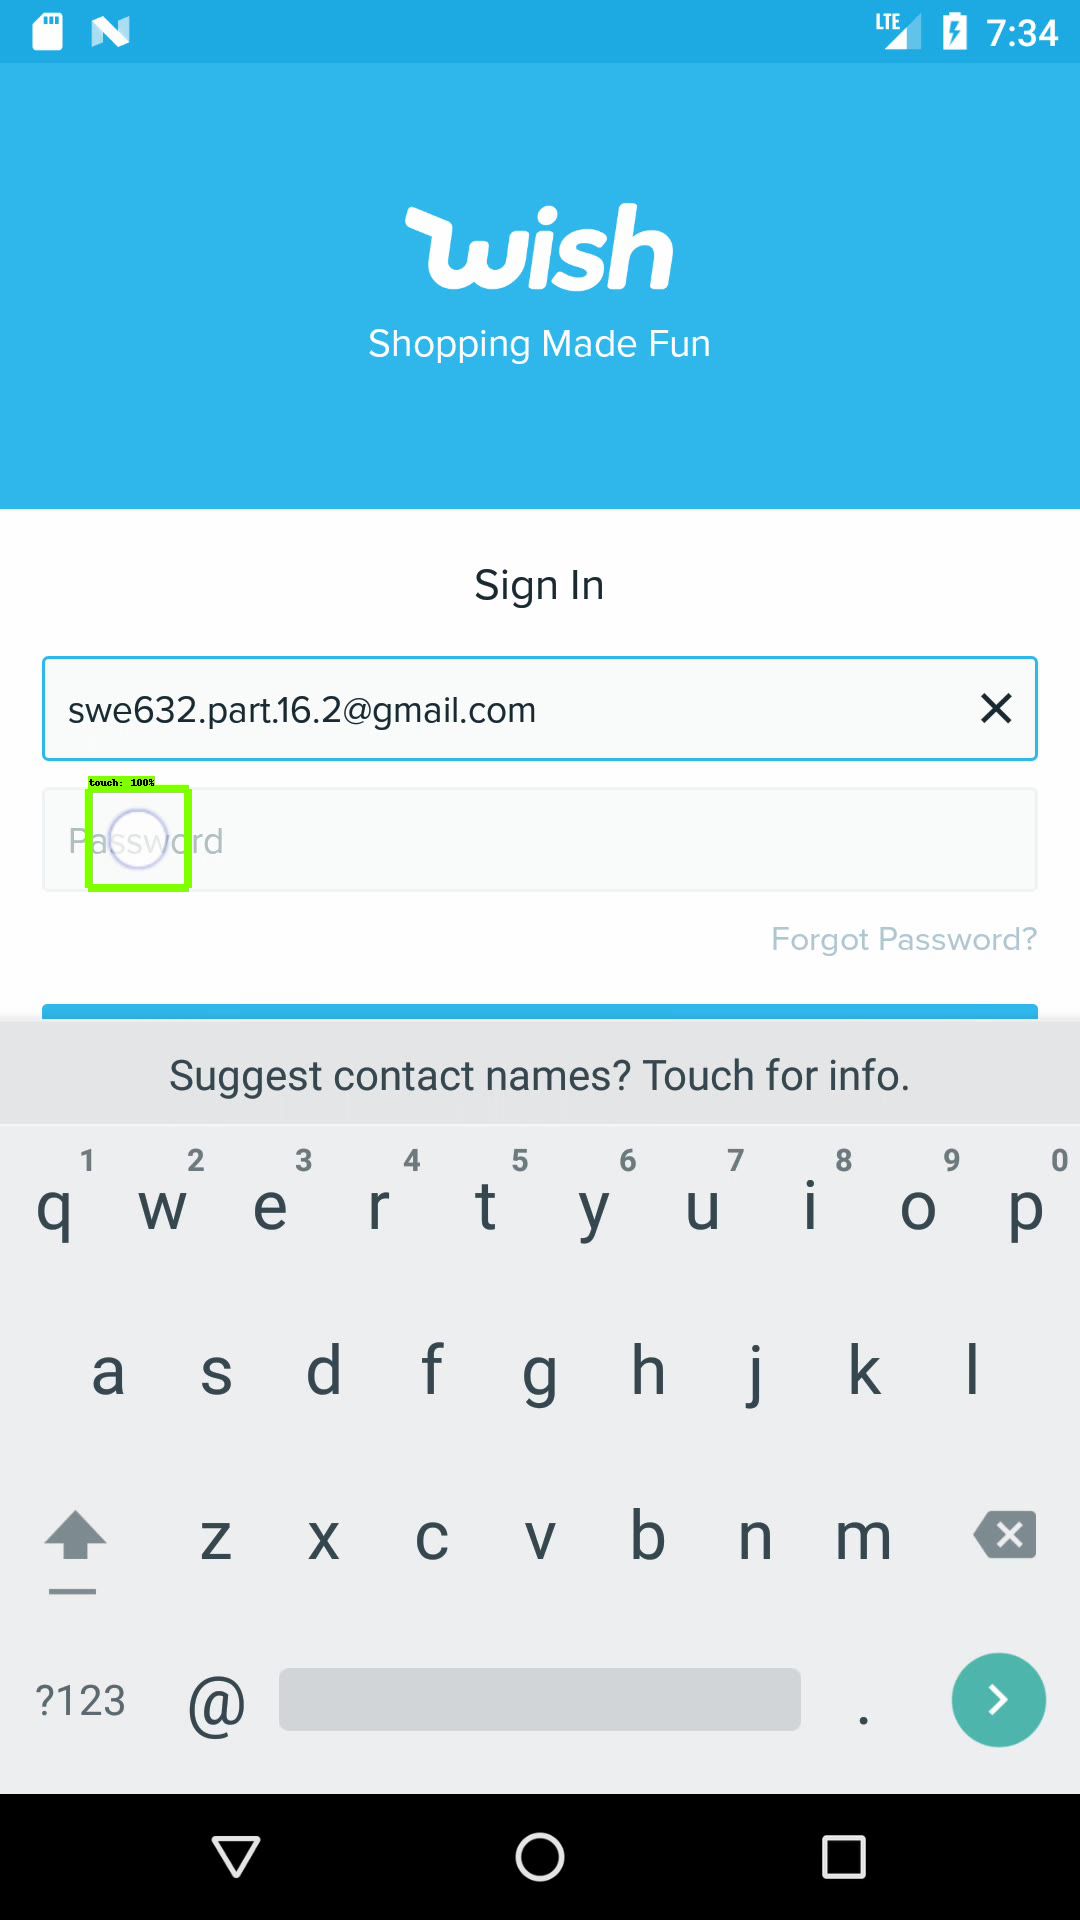 LTE 7:34
wish
Shopping Made Fun
Sign In
swe632.part.16.2@gmail.com
touch: 100%
Password
Forgot Password?
Suggest contact names? Touch for info.
1 2 3 4 5 6 7 8 9 0
q w e r t y u i o p
a s d f g h j k l
z x c v b n m
?123 @ .